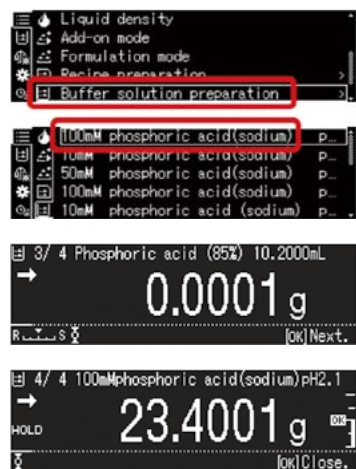 Liquid density
Add-on mode
Formulation mode
Recipe preparation >
Buffer solution preparation >
100mM phosphoric acid(sodium) p…
10mM phosphoric acid(sodium) p…
50mM phosphoric acid(sodium) p…
100mM phosphoric acid(sodium) p…
10mM phosphoric acid (sodium) p…
3/ 4 Phosphoric acid (85%) 10.2000mL
0.0001 g
R S
[OK]Next.
4/ 4 100mMphosphoric acid(sodium)pH2.1
HOLD 23.4001 g OK
[OK]Close.